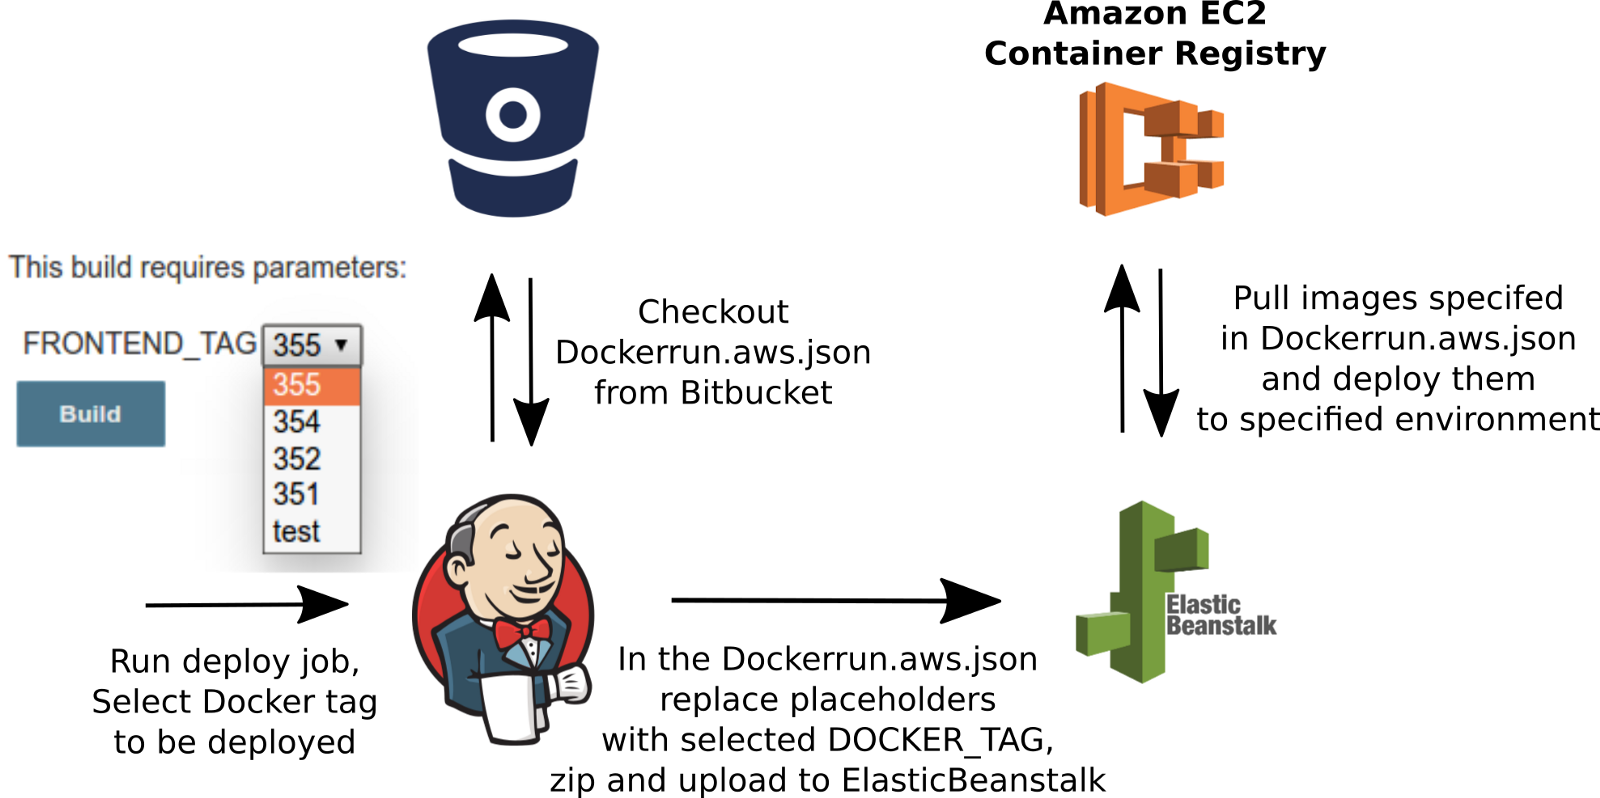 Amazon EC2
Container Registry
This build requires parameters:
FRONTEND_TAG 355 ▼
355
354
352
351
test
Build
Checkout
Dockerrun.aws.json
from Bitbucket
Pull images specifed
in Dockerrun.aws.json
and deploy them
to specified environment
Run deploy job,
Select Docker tag
to be deployed
In the Dockerrun.aws.json
replace placeholders
with selected DOCKER_TAG,
zip and upload to ElasticBeanstalk
Elastic
Beanstalk